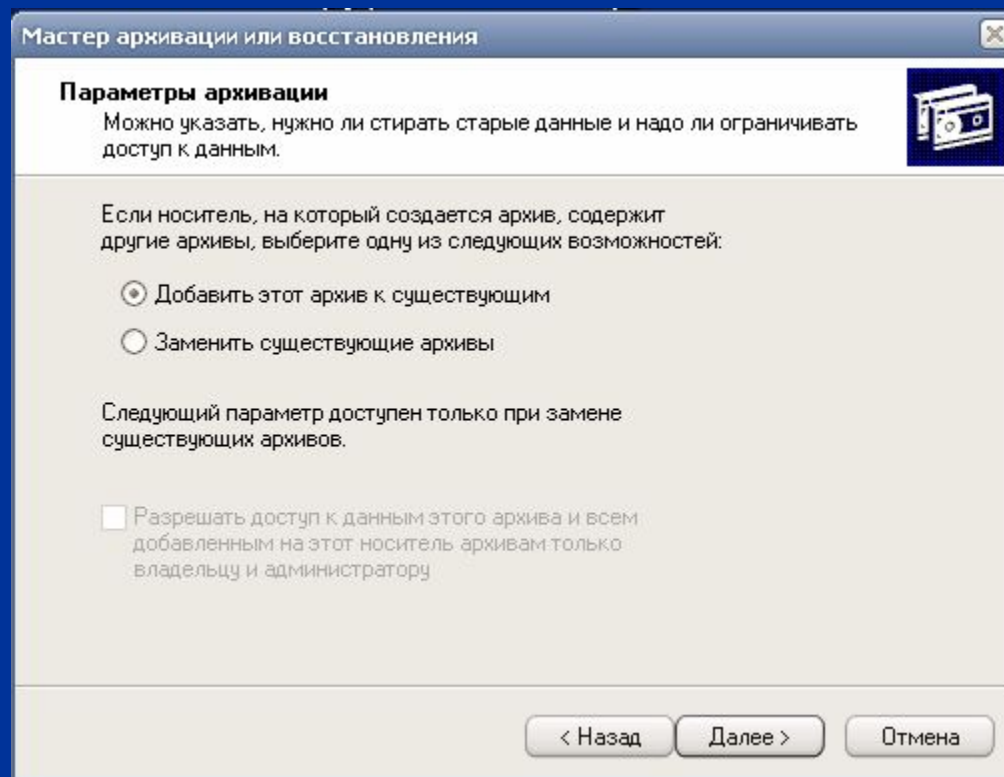 Мастер архивации или восстановления
Параметры архивации
Можно указать, нужно ли стирать старые данные и надо ли ограничивать
доступ к данным.
Если носитель, на который создается архив, содержит
другие архивы, выберите одну из следующих возможностей:
Добавить этот архив к существующим
Заменить существующие архивы
Следующий параметр доступен только при замене
существующих архивов.
Разрешать доступ к данным этого архива и всем
добавленным на этот носитель архивам только
владельцу и администратору
< Назад Далее > Отмена